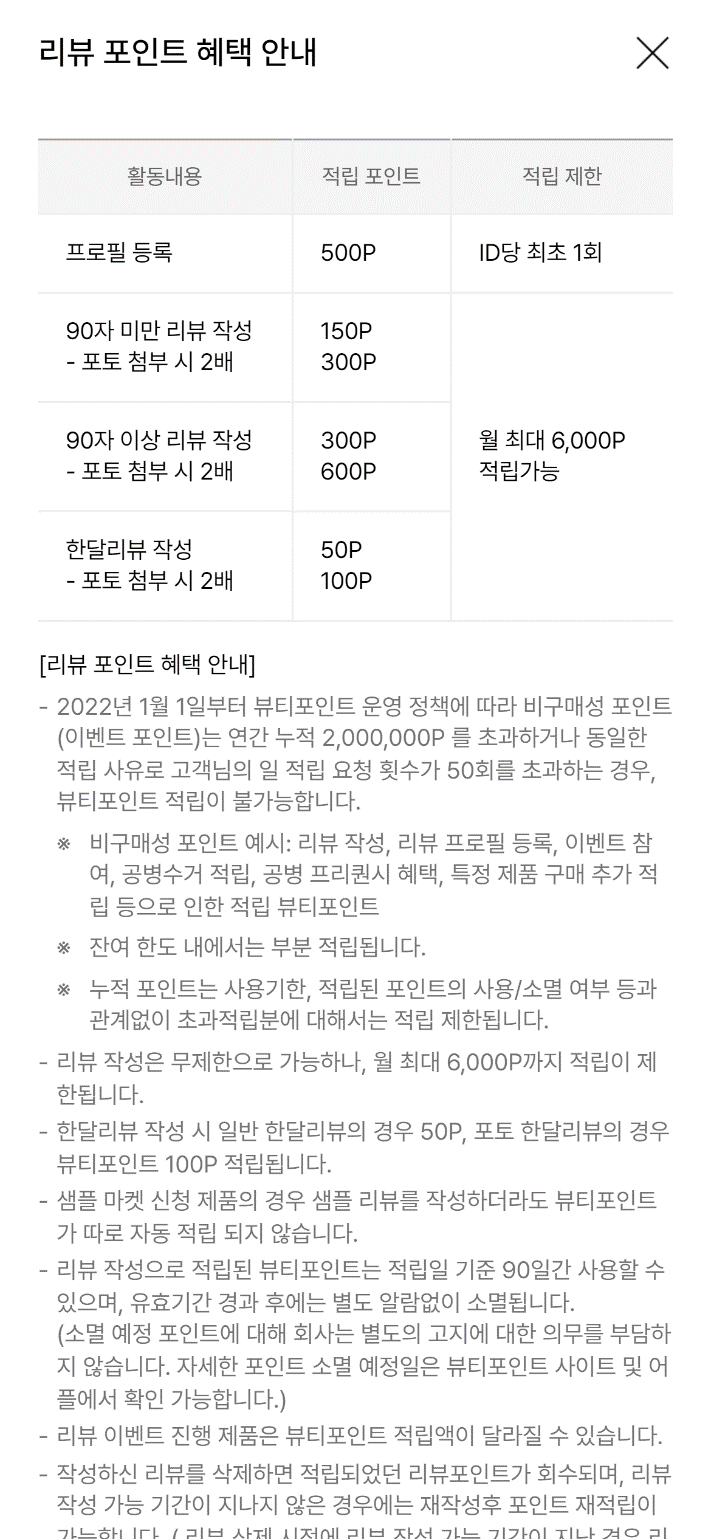 리뷰 포인트 혜택 안내
활동내용 적립 포인트 적립 제한
프로필 등록 500P ID당 최초 1회
90자 미만 리뷰 작성 150P
- 포토 첨부 시 2배 300P
90자 이상 리뷰 작성 300P 월 최대 6,000P
- 포토 첨부 시 2배 600P 적립가능
한달리뷰 작성 50P
- 포토 첨부 시 2배 100P
[리뷰 포인트 혜택 안내]
- 2022년 1월 1일부터 뷰티포인트 운영 정책에 따라 비구매성 포인트
(이벤트 포인트)는 연간 누적 2,000,000P 를 초과하거나 동일한
적립 사유로 고객님의 일 적립 요청 횟수가 50회를 초과하는 경우,
뷰티포인트 적립이 불가능합니다.
※ 비구매성 포인트 예시: 리뷰 작성, 리뷰 프로필 등록, 이벤트 참
여, 공병수거 적립, 공병 프리퀀시 혜택, 특정 제품 구매 추가 적
립 등으로 인한 적립 뷰티포인트
※ 잔여 한도 내에서는 부분 적립됩니다.
※ 누적 포인트는 사용기한, 적립된 포인트의 사용/소멸 여부 등과
관계없이 초과적립분에 대해서는 적립 제한됩니다.
- 리뷰 작성은 무제한으로 가능하나, 월 최대 6,000P까지 적립이 제
한됩니다.
- 한달리뷰 작성 시 일반 한달리뷰의 경우 50P, 포토 한달리뷰의 경우
뷰티포인트 100P 적립됩니다.
- 샘플 마켓 신청 제품의 경우 샘플 리뷰를 작성하더라도 뷰티포인트
가 따로 자동 적립 되지 않습니다.
- 리뷰 작성으로 적립된 뷰티포인트는 적립일 기준 90일간 사용할 수
있으며, 유효기간 경과 후에는 별도 알람없이 소멸됩니다.
(소멸 예정 포인트에 대해 회사는 별도의 고지에 대한 의무를 부담하
지 않습니다. 자세한 포인트 소멸 예정일은 뷰티포인트 사이트 및 어
플에서 확인 가능합니다.)
- 리뷰 이벤트 진행 제품은 뷰티포인트 적립액이 달라질 수 있습니다.
- 작성하신 리뷰를 삭제하면 적립되었던 리뷰포인트가 회수되며, 리뷰
작성 가능 기간이 지나지 않은 경우에는 재작성후 포인트 재적립이
가능합니다. ( 리뷰 삭제 시점에 리뷰 작성 가능 기간이 지난 경우 리